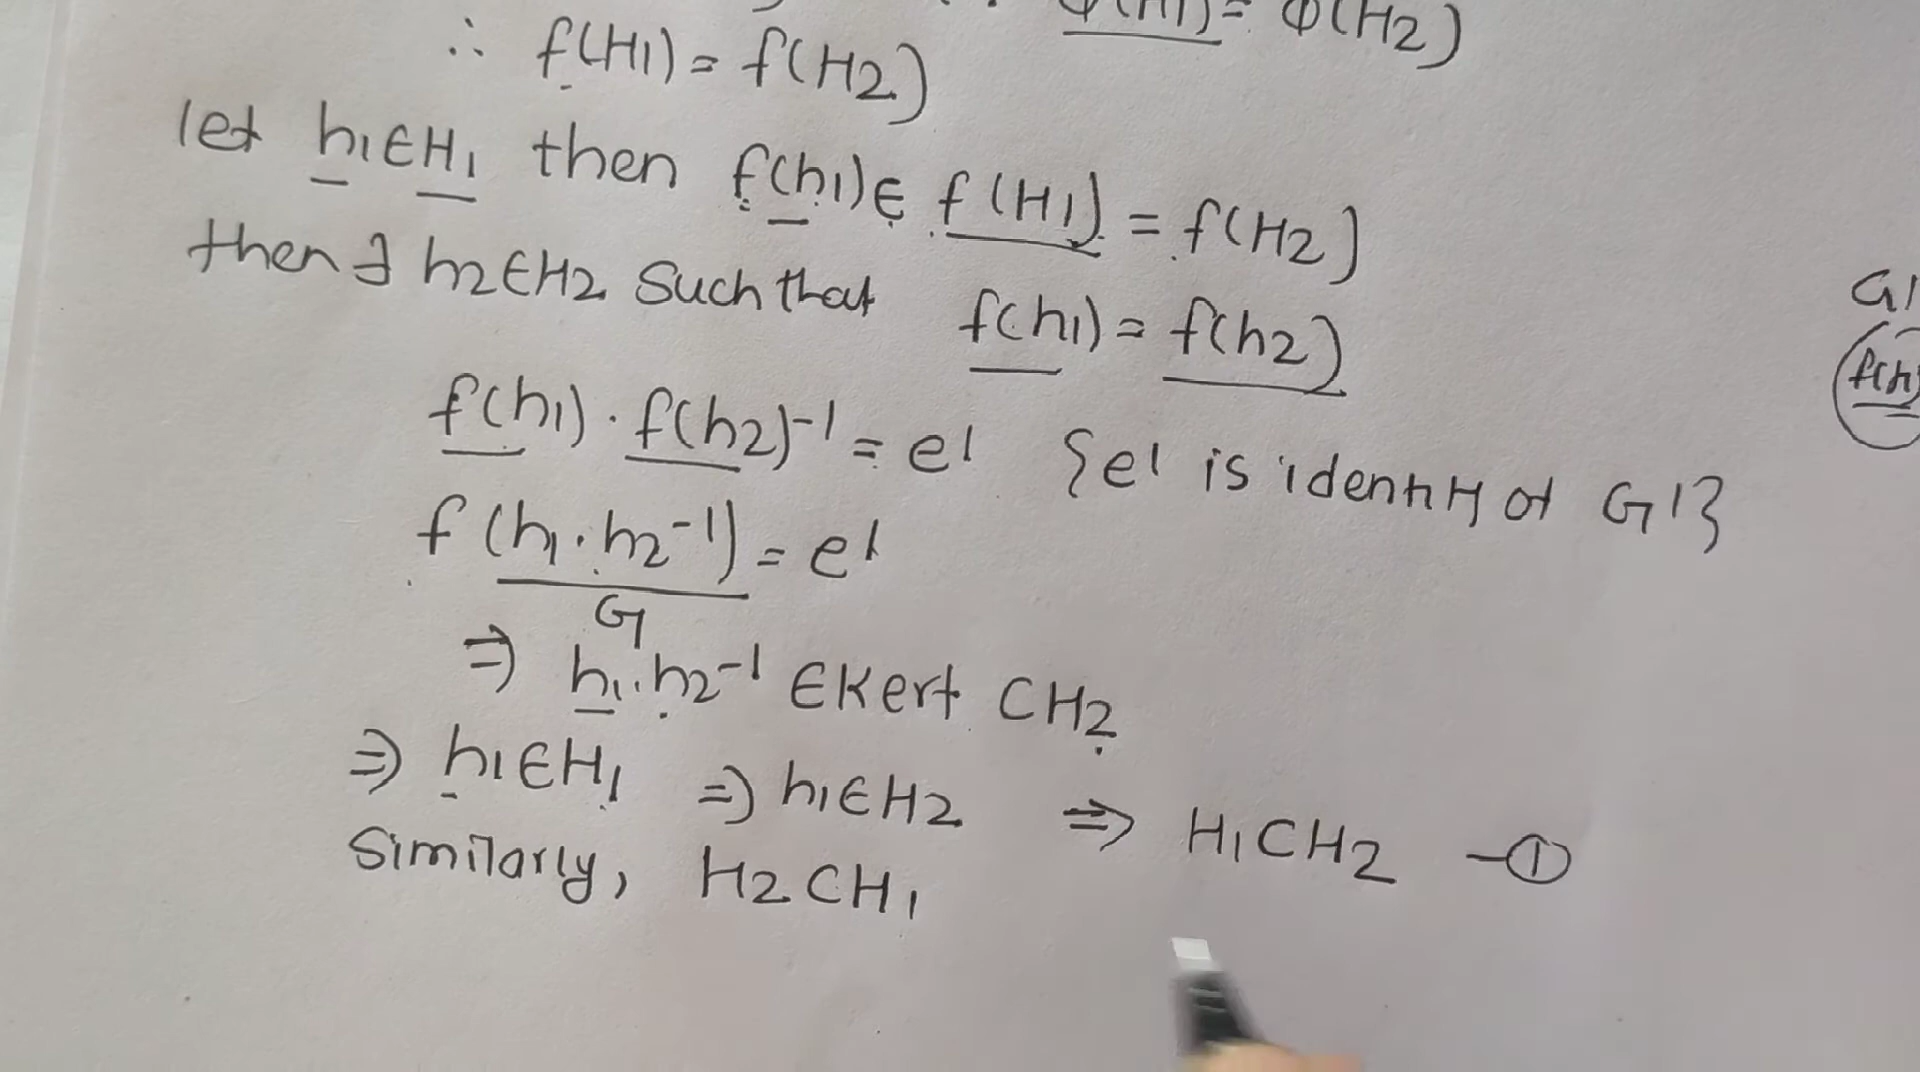 ϕ(H1) = ϕ(H2)
∴ f(H1) = f(H2)
let h1∈H1 then f(h1)∈ f(H1) = f(H2)
then ∃ h2∈H2 such that f(h1) = f(h2)
f(h1) . f(h2)-1 = e' {e' is identity of G'}
f (h1.h2-1) = e'
G
⇒ h1.h2-1 ∈ Kerf ⊂H2
⇒ h1∈H1 ⇒ h1∈H2 ⇒ H1⊂H2 -①
Similarly, H2⊂H1
G'
f(h)